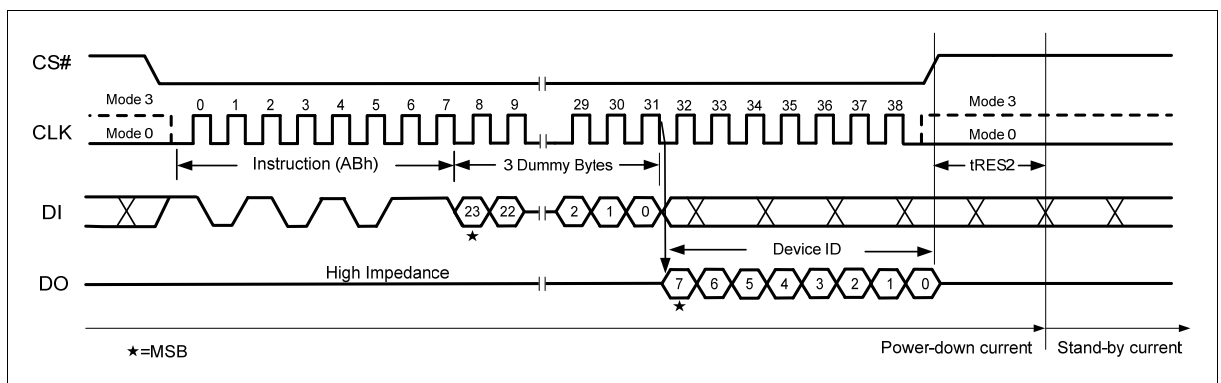 CS#
Mode 3
0 1 2 3 4 5 6 7 8 9 29 30 31 32 33 34 35 36 37 38
Mode 3
CLK
Mode 0
Mode 0
Instruction (ABh)
3 Dummy Bytes
tRES2
DI
23 22 2 1 0
Device ID
High Impedance
DO
7 6 5 4 3 2 1 0
★ ★
★=MSB
Power-down current
Stand-by current